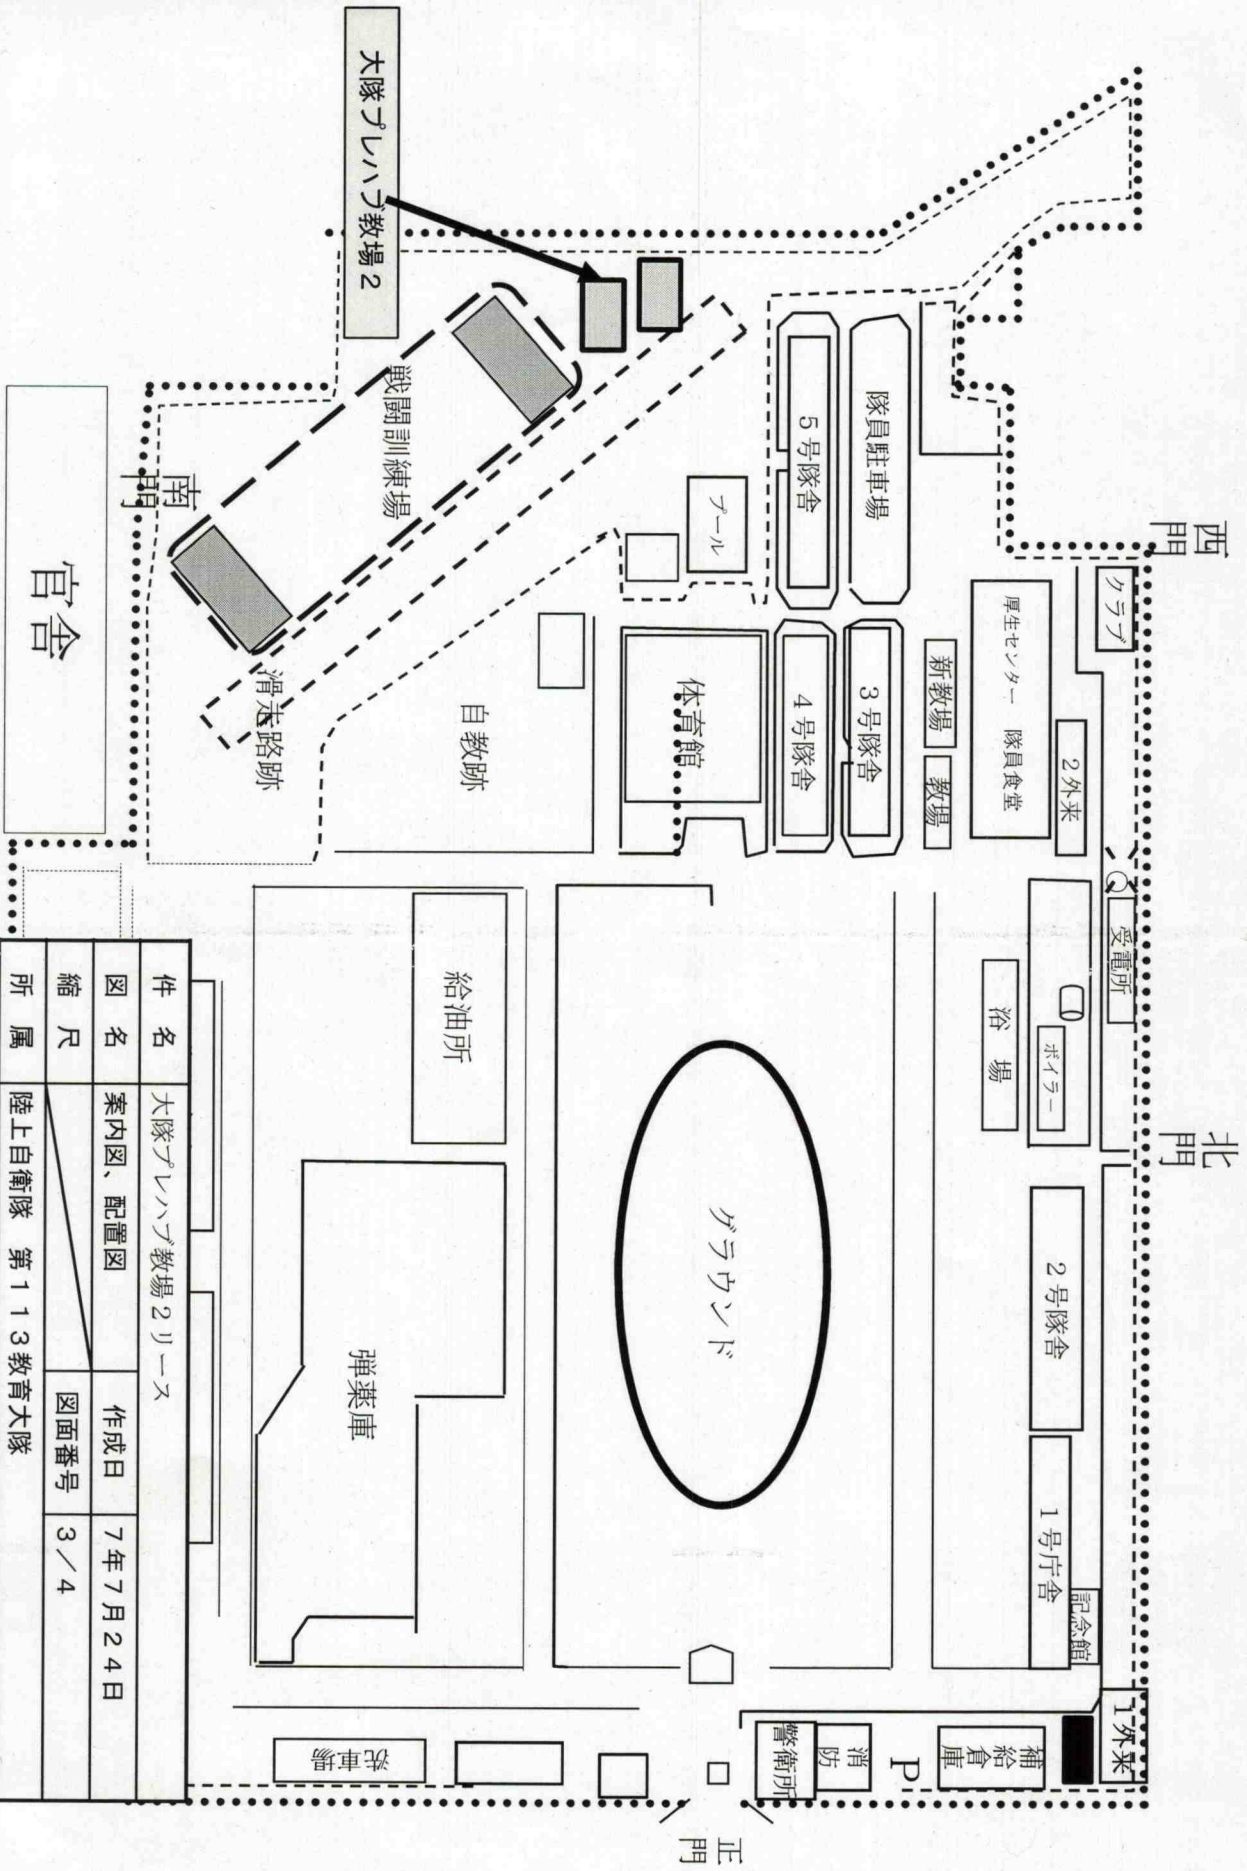 西門
北門
クラブ
受電所
1外来
2外来
厚生センター 隊員食堂
ボイラー
浴場
2号隊舎
1号庁舎
記念館
補給倉庫
P
消防
警衛所
正門
新教場
教場
隊員駐車場
3号隊舎
5号隊舎
4号隊舎
プール
体育館
グラウンド
大隊プレハブ教場2
戦闘訓練場
自教跡
滑走路跡
南門
官舎
給油所
弾薬庫
洗車場
件 名 大隊プレハブ教場2リース
図 名 案内図、配置図 作成日 7年7月24日
縮 尺 図面番号 3/4
所 属 陸上自衛隊 第113教育大隊